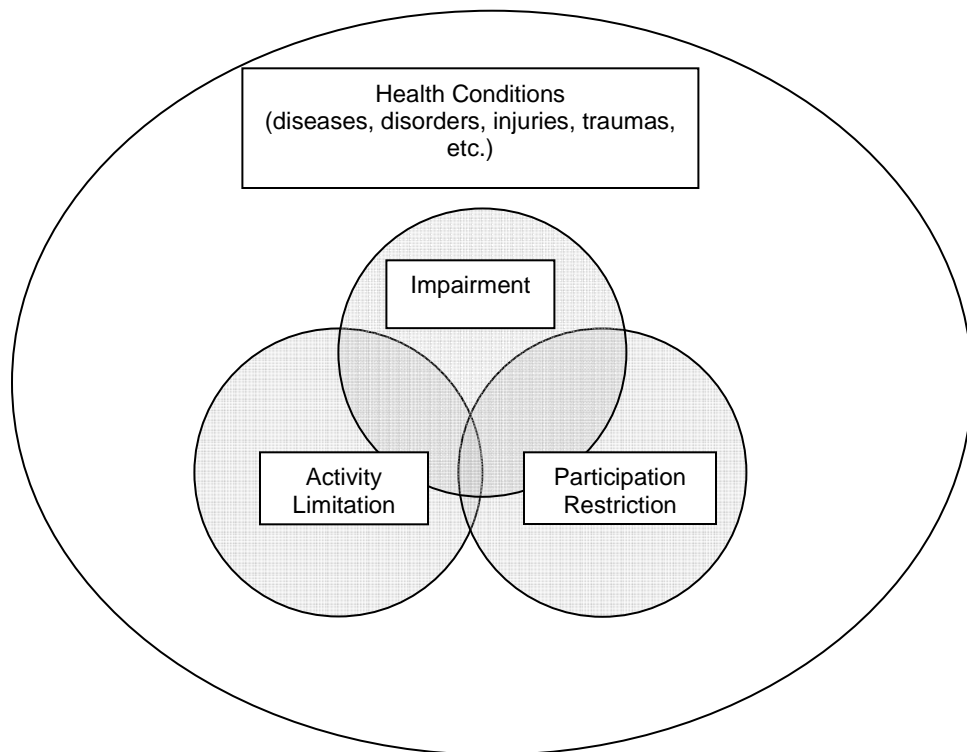 Health Conditions
(diseases, disorders, injuries, traumas,
etc.)
Impairment
Activity
Limitation
Participation
Restriction